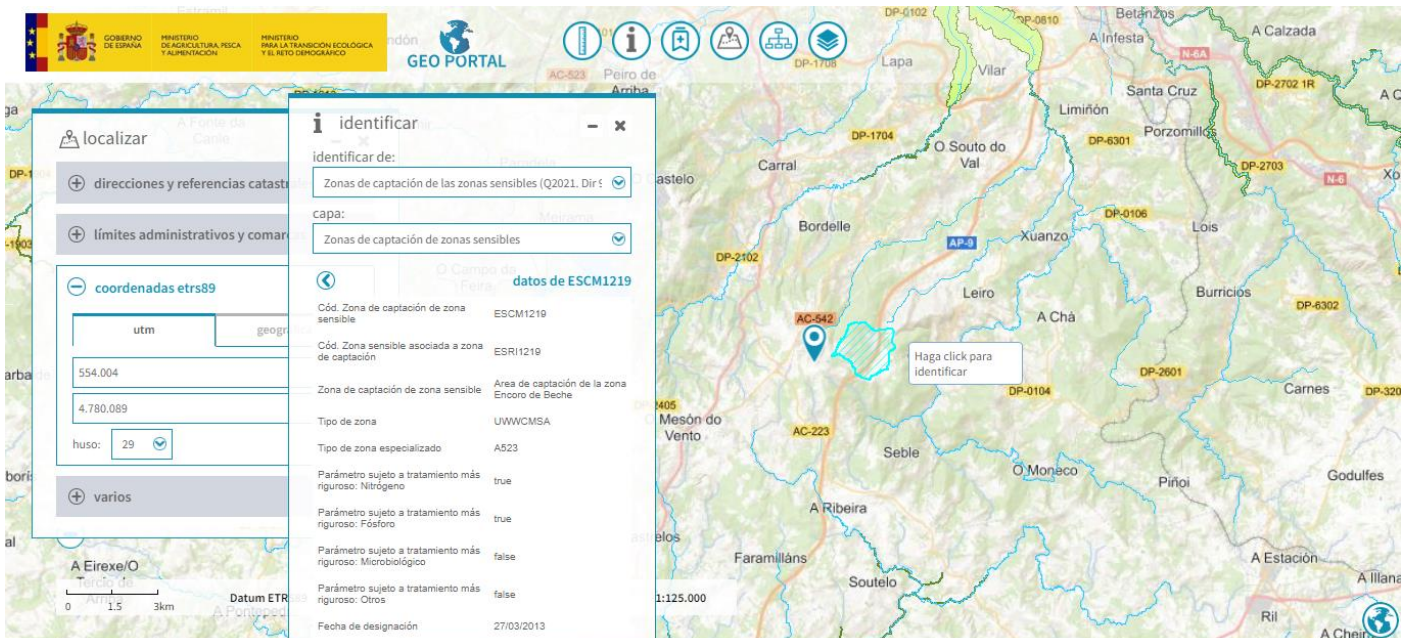 GOBIERNO
DE ESPAÑA
MINISTERIO
DE AGRICULTURA, PESCA
Y ALIMENTACIÓN
MINISTERIO
PARA LA TRANSICIÓN ECOLÓGICA
Y EL RETO DEMOGRÁFICO
GEO PORTAL
localizar
direcciones y referencias catast
límites administrativos y comar
coordenadas etrs89
utm
geogr
554.004
4.780.089
huso: 29
varios
identificar
identificar de:
Zonas de captación de las zonas sensibles (Q2021. Dir 9
capa:
Zonas de captación de zonas sensibles
datos de ESCM1219
Cód. Zona de captación de zona
sensible
ESCM1219
Cód. Zona sensible asociada a zona
de captación
ESRI1219
Zona de captación de zona sensible
Area de captación de la zona
Encoro de Beche
Tipo de zona
UWWCMSA
Tipo de zona especializado
A523
Parámetro sujeto a tratamiento más
riguroso: Nitrógeno
true
Parámetro sujeto a tratamiento más
riguroso: Fósforo
true
Parámetro sujeto a tratamiento más
riguroso: Microbiológico
false
Parámetro sujeto a tratamiento más
riguroso: Otros
false
Fecha de designación
27/03/2013
DP-0102
DP-0810
Betanzos
A Infesta
A Calzada
N-6A
AC-523
Peiro de
Arriba
DP-1708
Lapa
Vilar
Santa Cruz
DP-2702 1R
Limiñón
DP-1704
O Souto do
Val
DP-6301
Porzomillos
Carral
DP-2703
N-6
Bordelle
DP-0106
Lois
AP-9
Xuanzo
DP-2102
Leiro
Burricios
DP-6302
AC-542
A Chá
Haga click para
identificar
DP-2601
DP-0104
Carnes
DP-320
Mesón do
Vento
AC-223
Seble
O Moneco
Piñoi
Godulfes
A Ribeira
Faramilláns
A Estación
Soutelo
A Illana
Ril
A Eirexe/O
0 1.5 3km
Datum ETR
1:125.000